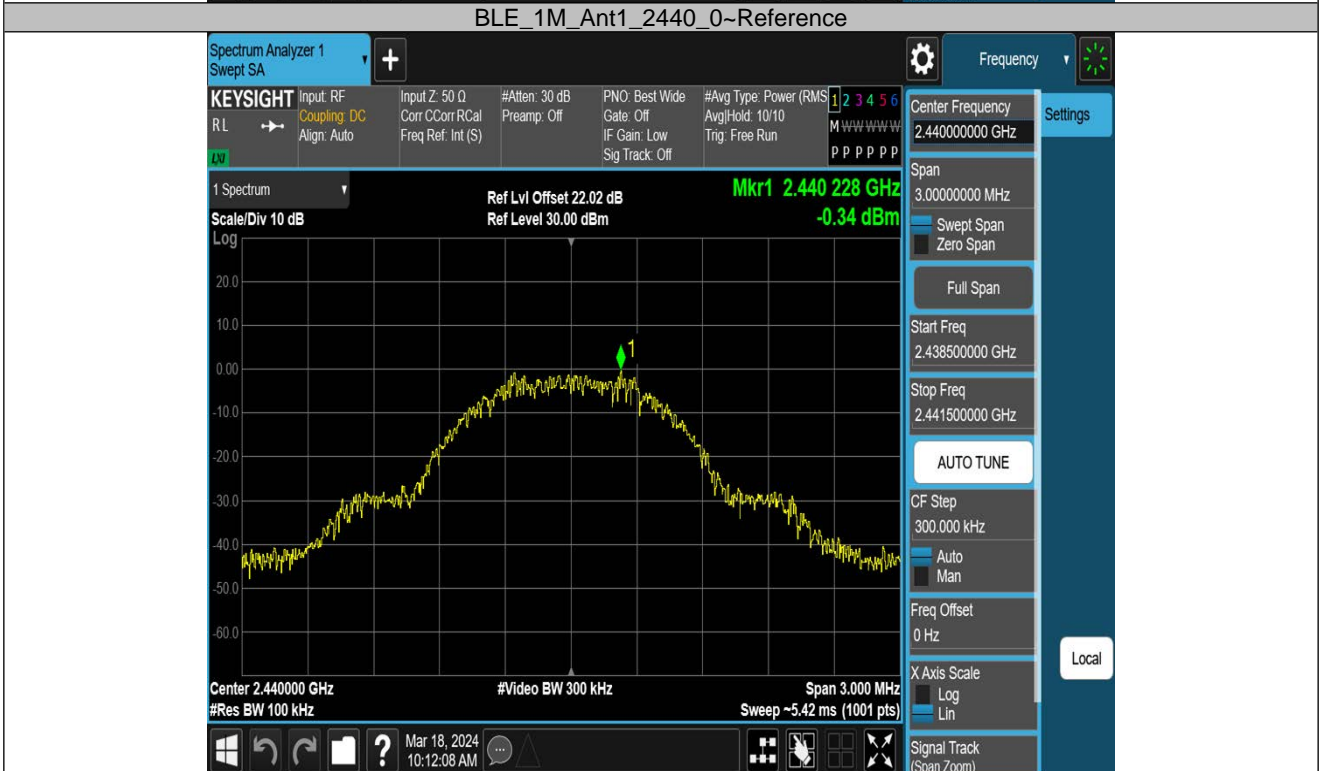 BLE_1M_Ant1_2440_0~Reference
Spectrum Analyzer 1
Swept SA
+
Frequency
KEYSIGHT
RL
LXI
Input: RF
Coupling: DC
Align: Auto
Input Z: 50 Ω
Corr CCorr RCal
Freq Ref: Int (S)
#Atten: 30 dB
Preamp: Off
PNO: Best Wide
Gate: Off
IF Gain: Low
Sig Track: Off
#Avg Type: Power (RMS
Avg|Hold: 10/10
Trig: Free Run
1 2 3 4 5 6
M W W W W W
P P P P P P
Center Frequency
2.440000000 GHz
Settings
1 Spectrum
Scale/Div 10 dB
Log
Ref Lvl Offset 22.02 dB
Ref Level 30.00 dBm
Mkr1 2.440 228 GHz
-0.34 dBm
Span
3.00000000 MHz
Swept Span
Zero Span
Full Span
Start Freq
2.438500000 GHz
Stop Freq
2.441500000 GHz
AUTO TUNE
CF Step
300.000 kHz
Auto
Man
Freq Offset
0 Hz
X Axis Scale
Log
Lin
Signal Track
(Span Zoom)
Local
20.0
10.0
1
0.00
-10.0
-20.0
-30.0
-40.0
-50.0
-60.0
Center 2.440000 GHz
#Res BW 100 kHz
#Video BW 300 kHz
Span 3.000 MHz
Sweep ~5.42 ms (1001 pts)
?
Mar 18, 2024
10:12:08 AM